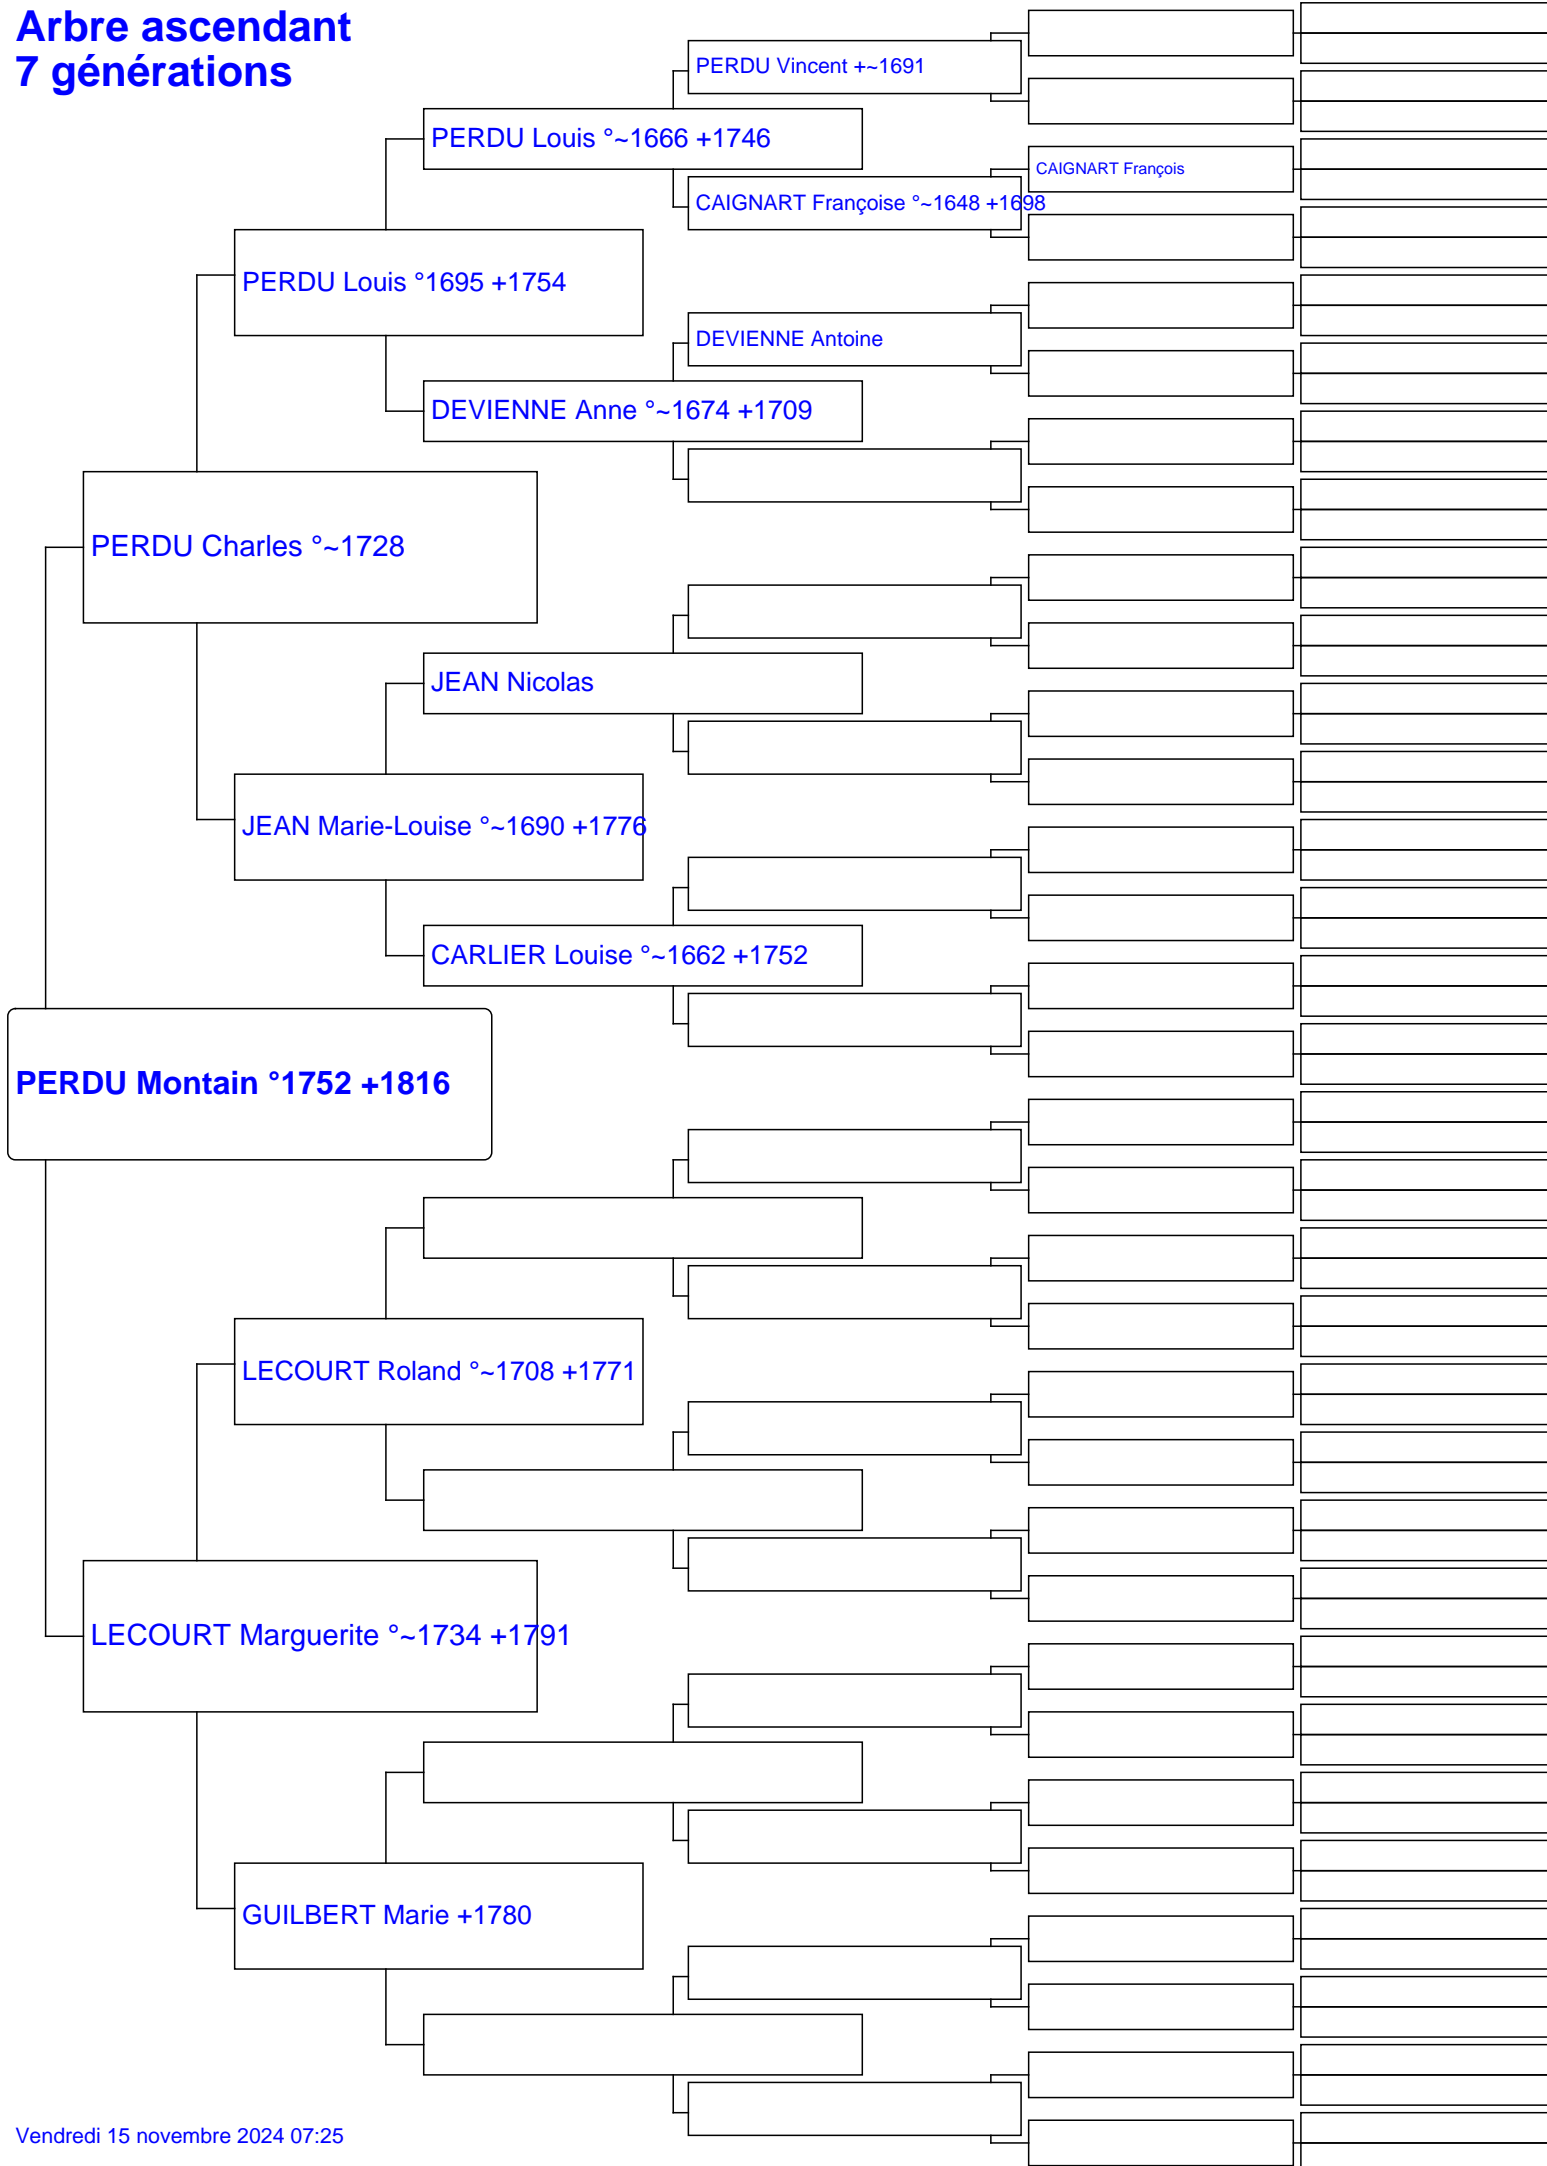 Arbre ascendant
7 générations
PERDU Vincent +~1691
PERDU Louis °~1666 +1746
CAIGNART François
CAIGNART Françoise °~1648 +1698
PERDU Louis °1695 +1754
DEVIENNE Antoine
DEVIENNE Anne °~1674 +1709
PERDU Charles °~1728
JEAN Nicolas
JEAN Marie-Louise °~1690 +1776
CARLIER Louise °~1662 +1752
PERDU Montain °1752 +1816
LECOURT Roland °~1708 +1771
LECOURT Marguerite °~1734 +1791
GUILBERT Marie +1780
Vendredi 15 novembre 2024 07:25